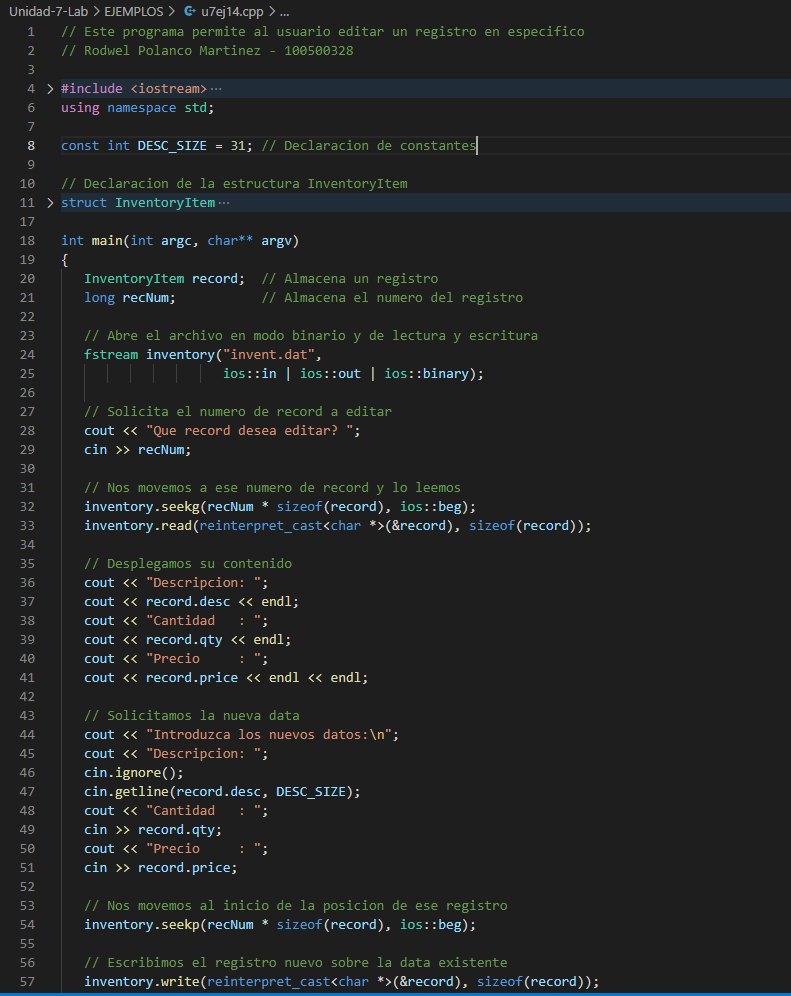 Unidad-7-Lab > EJEMPLOS > u7ej14.cpp > ...
1 // Este programa permite al usuario editar un registro en especifico
2 // Rodwel Polanco Martinez - 100500328
3
4 > #include <iostream>···
6 using namespace std;
7
8 const int DESC_SIZE = 31; // Declaracion de constantes
9
10 // Declaracion de la estructura InventoryItem
11 > struct InventoryItem···
17
18 int main(int argc, char** argv)
19 {
20 InventoryItem record;  // Almacena un registro
21 long recNum;           // Almacena el numero del registro
22
23 // Abre el archivo en modo binario y de lectura y escritura
24 fstream inventory("invent.dat",
25 ios::in | ios::out | ios::binary);
26
27 // Solicita el numero de record a editar
28 cout << "Que record desea editar? ";
29 cin >> recNum;
30
31 // Nos movemos a ese numero de record y lo leemos
32 inventory.seekg(recNum * sizeof(record), ios::beg);
33 inventory.read(reinterpret_cast<char *>(&record), sizeof(record));
34
35 // Desplegamos su contenido
36 cout << "Descripcion: ";
37 cout << record.desc << endl;
38 cout << "Cantidad   : ";
39 cout << record.qty << endl;
40 cout << "Precio     : ";
41 cout << record.price << endl << endl;
42
43 // Solicitamos la nueva data
44 cout << "Introduzca los nuevos datos:\n";
45 cout << "Descripcion: ";
46 cin.ignore();
47 cin.getline(record.desc, DESC_SIZE);
48 cout << "Cantidad   : ";
49 cin >> record.qty;
50 cout << "Precio     : ";
51 cin >> record.price;
52
53 // Nos movemos al inicio de la posicion de ese registro
54 inventory.seekp(recNum * sizeof(record), ios::beg);
55
56 // Escribimos el registro nuevo sobre la data existente
57 inventory.write(reinterpret_cast<char *>(&record), sizeof(record));